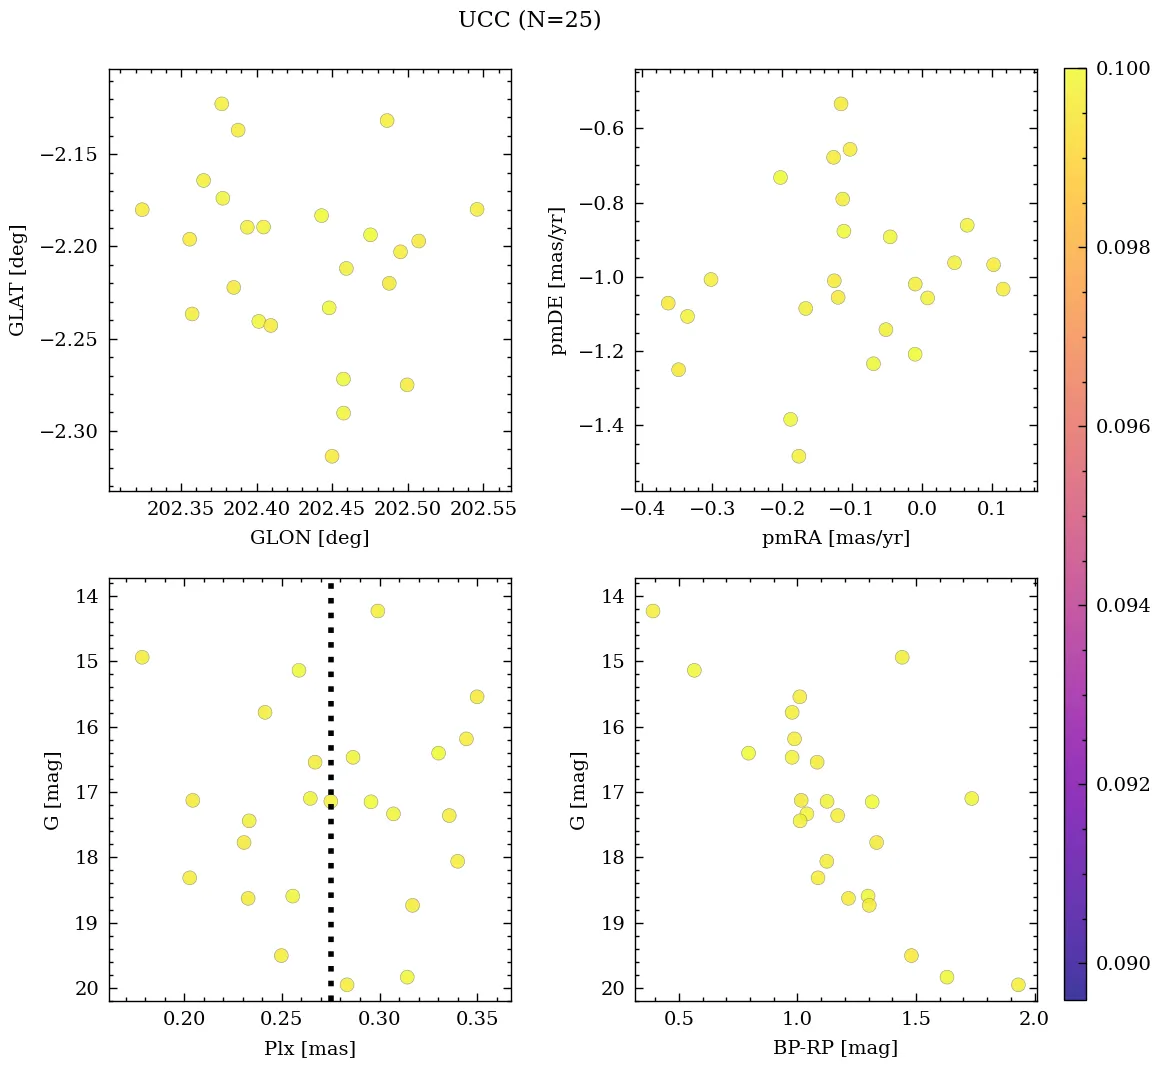 UCC (N=25)
−2.15
−2.20
−2.25
−2.30
GLAT [deg]
202.35 202.40 202.45 202.50 202.55
GLON [deg]
−0.6
−0.8
−1.0
−1.2
−1.4
pmDE [mas/yr]
−0.4 −0.3 −0.2 −0.1 0.0 0.1
pmRA [mas/yr]
14
15
16
17
18
19
20
G [mag]
0.20 0.25 0.30 0.35
Plx [mas]
14
15
16
17
18
19
20
G [mag]
0.5 1.0 1.5 2.0
BP-RP [mag]
0.100
0.098
0.096
0.094
0.092
0.090